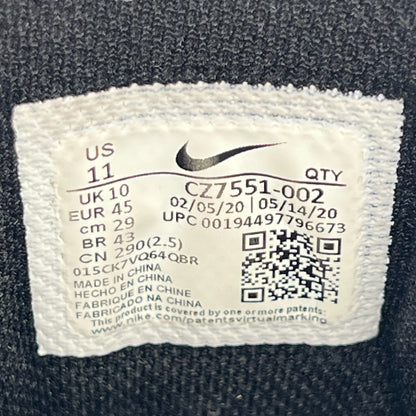 US
11
QTY
UK 10
EUR 45
cm 29
BR 43
CN 290(2.5)
CZ7551-002
02/05/20 | 05/14/20
UPC 00194497796673
015CK7VQ64QBR
MADE IN CHINA
HECHO EN CHINA
FABRIQUE EN CHINE
FABRICADO NA CHINA
This product is covered by one or more patents:
www.nike.com/patentsvirtualmarking